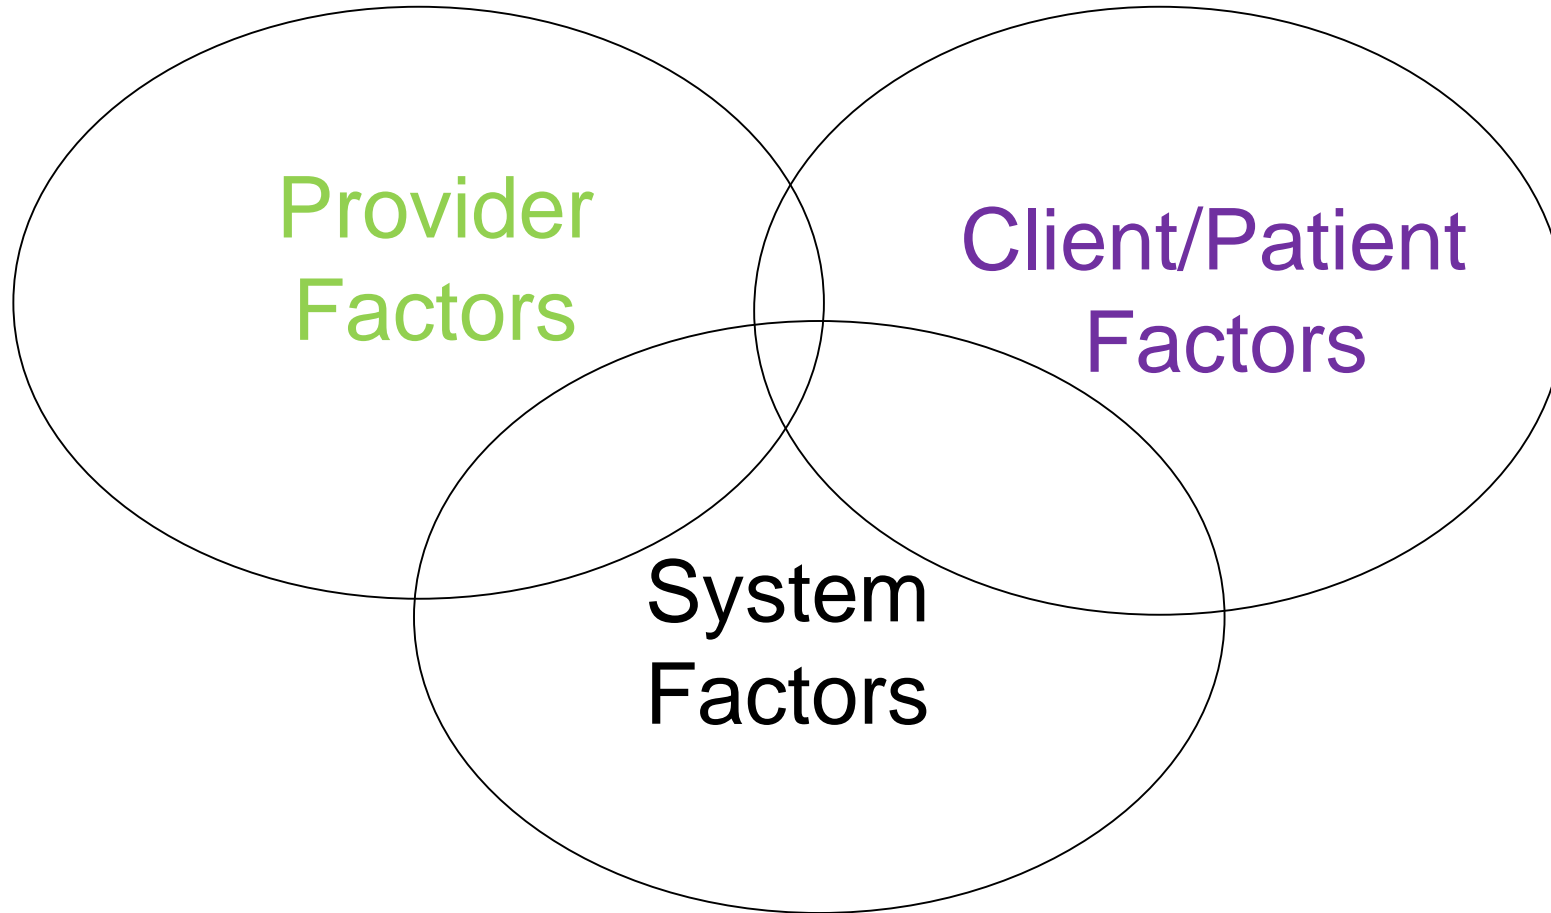 Provider
Factors
Client/Patient
Factors
System
Factors